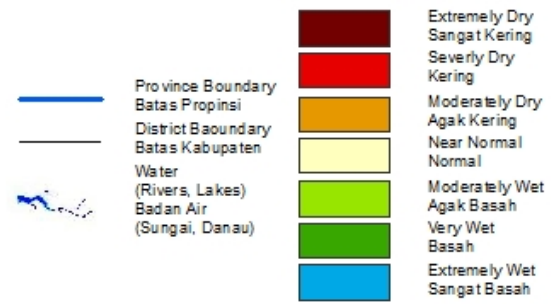 Province Boundary
Batas Propinsi
District Baoundary
Batas Kabupaten
Water
(Rivers, Lakes)
Badan Air
(Sungai, Danau)
Extremely Dry
Sangat Kering
Severly Dry
Kering
Moderately Dry
Agak Kering
Near Normal
Normal
Moderately Wet
Agak Basah
Very Wet
Basah
Extremely Wet
Sangat Basah